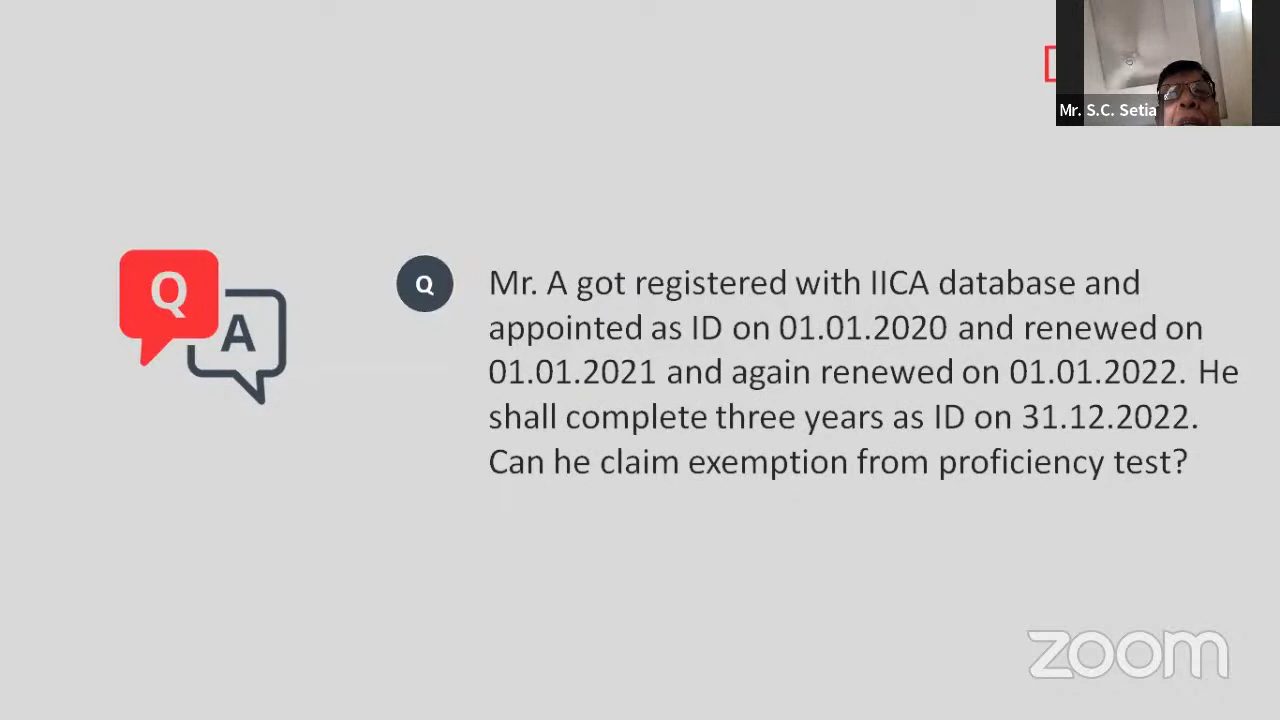 Mr. S.C. Setia
Q
A
Q
Mr. A got registered with IICA database and
appointed as ID on 01.01.2020 and renewed on
01.01.2021 and again renewed on 01.01.2022. He
shall complete three years as ID on 31.12.2022.
Can he claim exemption from proficiency test?
zoom